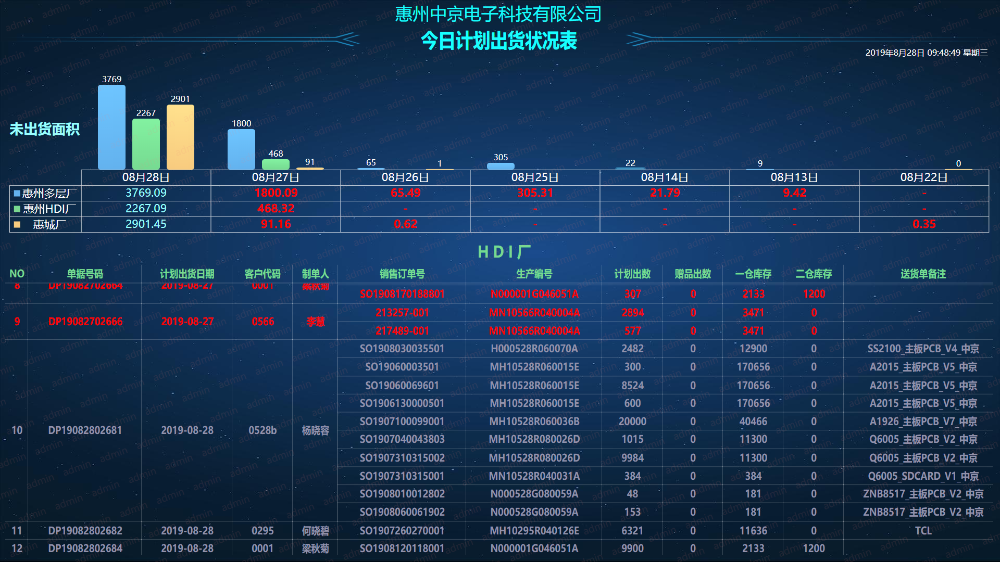 惠州中京电子科技有限公司
今日计划出货状况表
2019年8月28日 09:48:49 星期三
未出货面积
3769 2267 2901 1800 468 91 65 1 305 22 9 0
08月28日 08月27日 08月26日 08月25日 08月14日 08月13日 08月22日
惠州多层厂 3769.09 1800.09 65.49 305.31 21.79 9.42 -
惠州HDI厂 2267.09 468.32 - - - - -
惠城厂 2901.45 91.16 0.62 - - - 0.35
HDI厂
NO 单据号码 计划出货日期 客户代码 制单人 销售订单号 生产编号 计划出数 赠品出数 一仓库存 二仓库存 送货单备注
8 DP19082702664 2019-08-27 0001 梁秋菊
SO1908170188801 N000001G046051A 307 0 2133 1200
213257-001 MN10566R040004A 2894 0 3471 0
9 DP19082702666 2019-08-27 0566 李慧
217489-001 MN10566R040004A 577 0 3471 0
SO1908030035501 H000528R060070A 2482 0 12900 0 SS2100_主板PCB_V4_中京
SO19060003501 MH10528R060015E 300 0 170656 0 A2015_主板PCB_V5_中京
SO19060069601 MH10528R060015E 8524 0 170656 0 A2015_主板PCB_V5_中京
SO1906130000501 MH10528R060015E 600 0 170656 0 A2015_主板PCB_V5_中京
SO1907100099001 MH10528R060036B 20000 0 40466 0 A1926_主板PCB_V7_中京
10 DP19082802681 2019-08-28 0528b 杨晓容
SO1907040043803 MH10528R080026D 1015 0 11300 0 Q6005_主板PCB_V2_中京
SO1907310315002 MH10528R080026D 9984 0 11300 0 Q6005_主板PCB_V2_中京
SO1907310315001 MN10528R040031A 384 0 384 0 Q6005_SDCARD_V1_中京
SO1908010012802 N000528G080059A 48 0 181 0 ZNB8517_主板PCB_V2_中京
SO1908060061902 N000528G080059A 153 0 181 0 ZNB8517_主板PCB_V2_中京
11 DP19082802682 2019-08-28 0295 何晓碧 SO1907260270001 MH10295R040126E 6321 0 11636 0 TCL
12 DP19082802684 2019-08-28 0001 梁秋菊 SO1908120118001 N000001G046051A 9900 0 2133 1200
admin